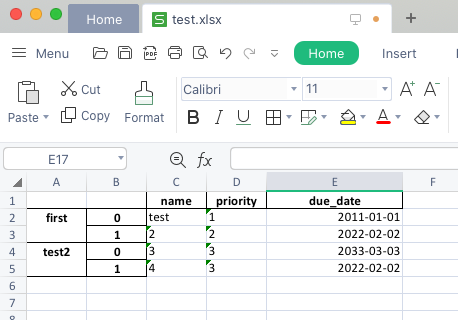 Home test.xlsx +
Menu Home Insert
Paste Cut Copy Format Calibri 11 A+ A- B I U A
E17 fx
A B C D E F
1 name priority due_date
2 first 0 test 1 2011-01-01
3 1 2 2 2022-02-02
4 test2 0 3 3 2033-03-03
5 1 4 3 2022-02-02
6
7
8